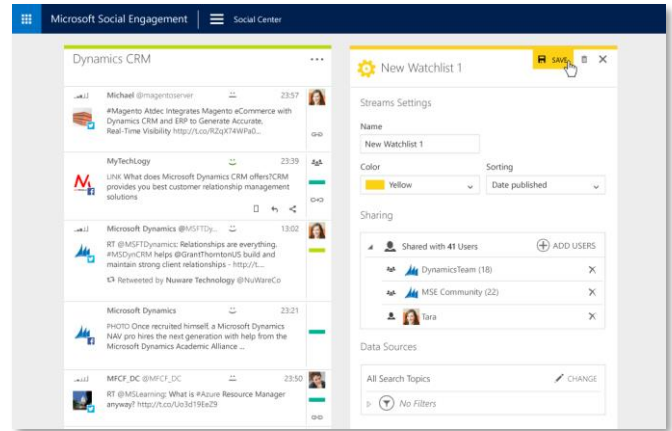 Microsoft Social Engagement
Social Center
Dynamics CRM
Michael @magentoserver 23:57
#Magento Atdec Integrates Magento eCommerce with
Dynamics CRM and ERP to Generate Accurate,
Real-Time Visibility http://t.co/RZqX74WPa0...
MyTechLogy 23:39
LINK What does Microsoft Dynamics CRM offers?CRM
provides you best customer relationship management
solutions
Microsoft Dynamics @MSFTDy... 13:02
RT @MSFTDynamics: Relationships are everything.
#MSDynCRM helps @GrantThorntonUS build and
maintain strong client relationships - http://t....
Retweeted by Nuware Technology @NuWareCo
Microsoft Dynamics 23:21
PHOTO Once recruited himself, a Microsoft Dynamics
NAV pro hires the next generation with help from the
Microsoft Dynamics Academic Alliance ...
MFCF_DC @MFCF_DC 23:50
RT @MSLearning: What is #Azure Resource Manager
anyway? http://t.co/Uo3d19EeZ9
New Watchlist 1
SAVE
Streams Settings
Name
New Watchlist 1
Color Sorting
Yellow Date published
Sharing
Shared with 41 Users ADD USERS
DynamicsTeam (18)
MSE Community (22)
Tara
Data Sources
All Search Topics CHANGE
No Filters